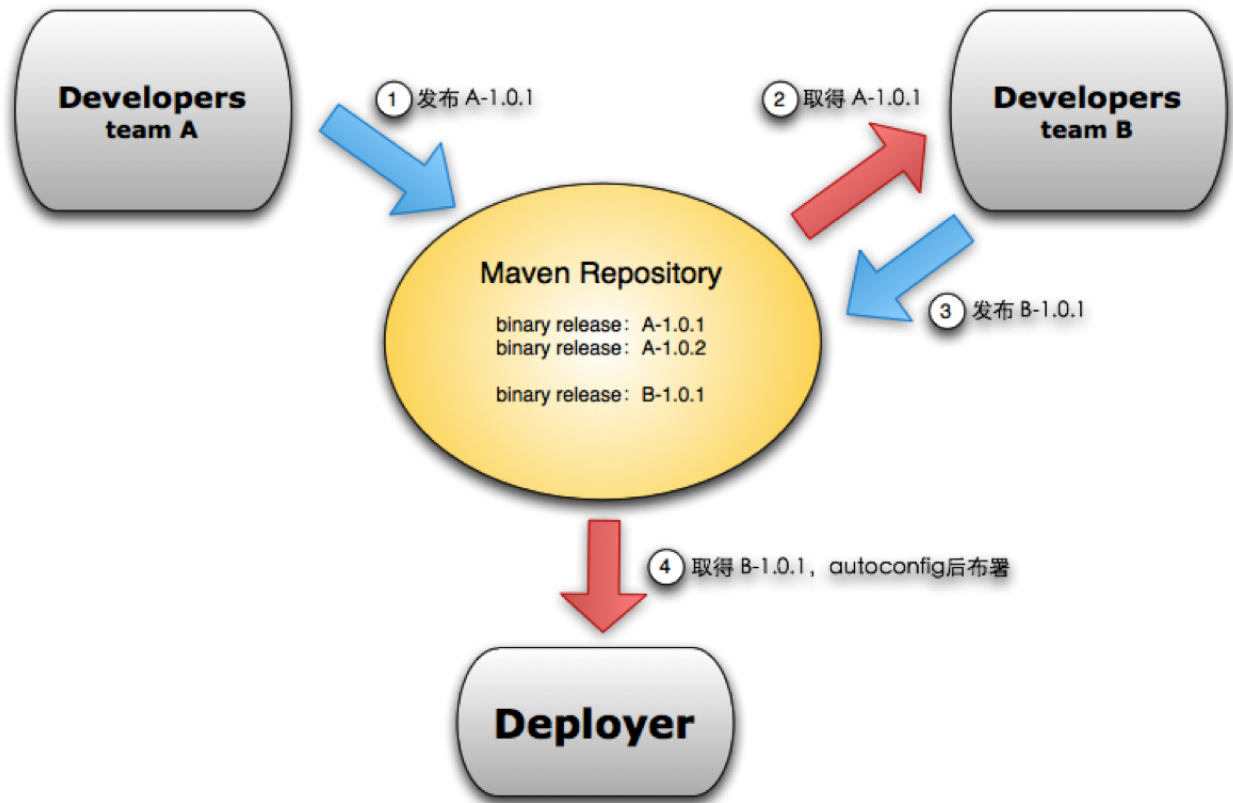 Developers
team A
1 发布 A-1.0.1
2 取得 A-1.0.1
Developers
team B
Maven Repository
binary release： A-1.0.1
binary release： A-1.0.2
binary release： B-1.0.1
3 发布 B-1.0.1
4 取得 B-1.0.1，autoconfig后布署
Deployer